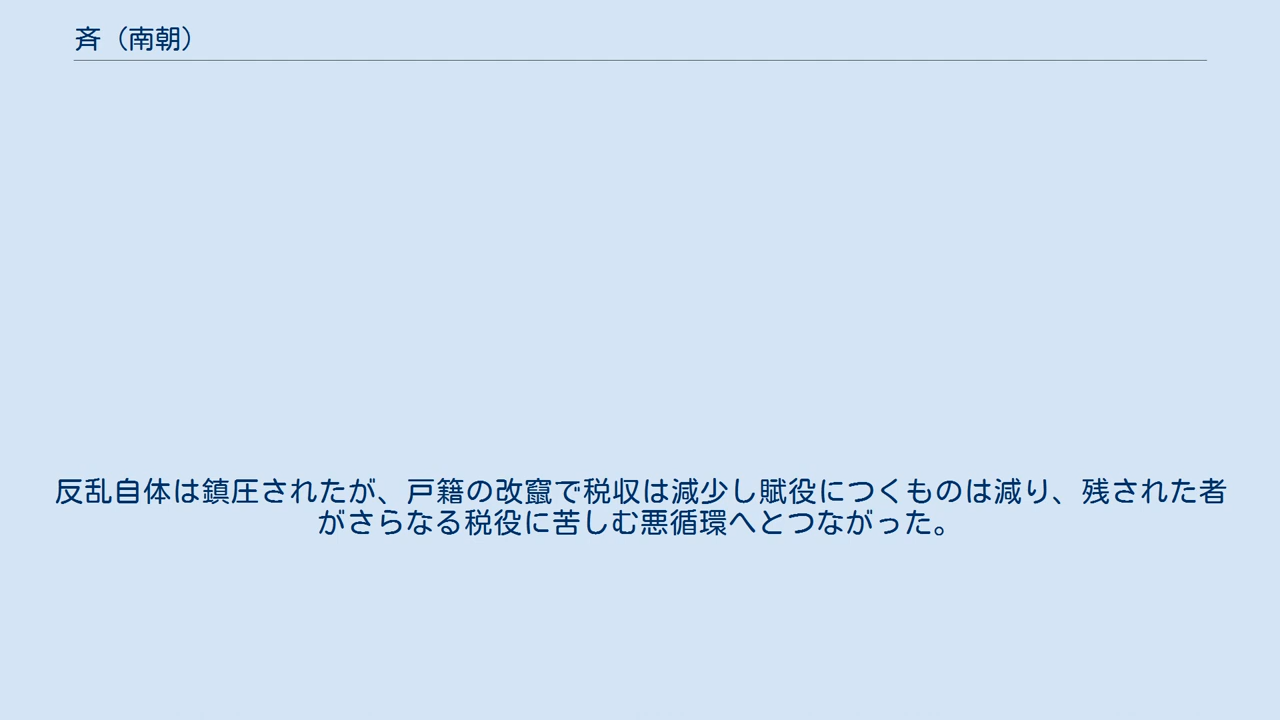 斉（南朝）
反乱自体は鎮圧されたが、戸籍の改竄で税収は減少し賦役につくものは減り、残された者
がさらなる税役に苦しむ悪循環へとつながった。